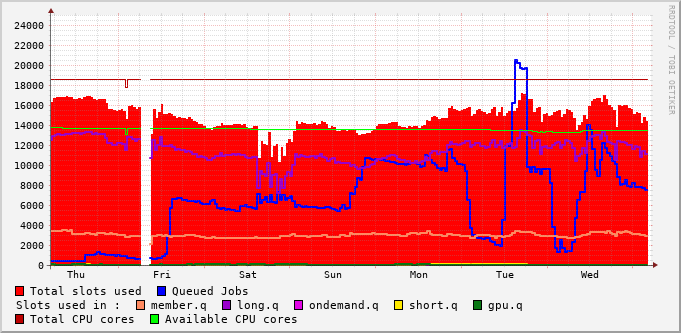 24000
22000
20000
18000
16000
14000
12000
10000
8000
6000
4000
2000
0
Thu Fri Sat Sun Mon Tue Wed
RRDTOOL / TOBI OETIKER
Total slots used Queued Jobs
Slots used in : member.q long.q ondemand.q short.q gpu.q
Total CPU cores Available CPU cores